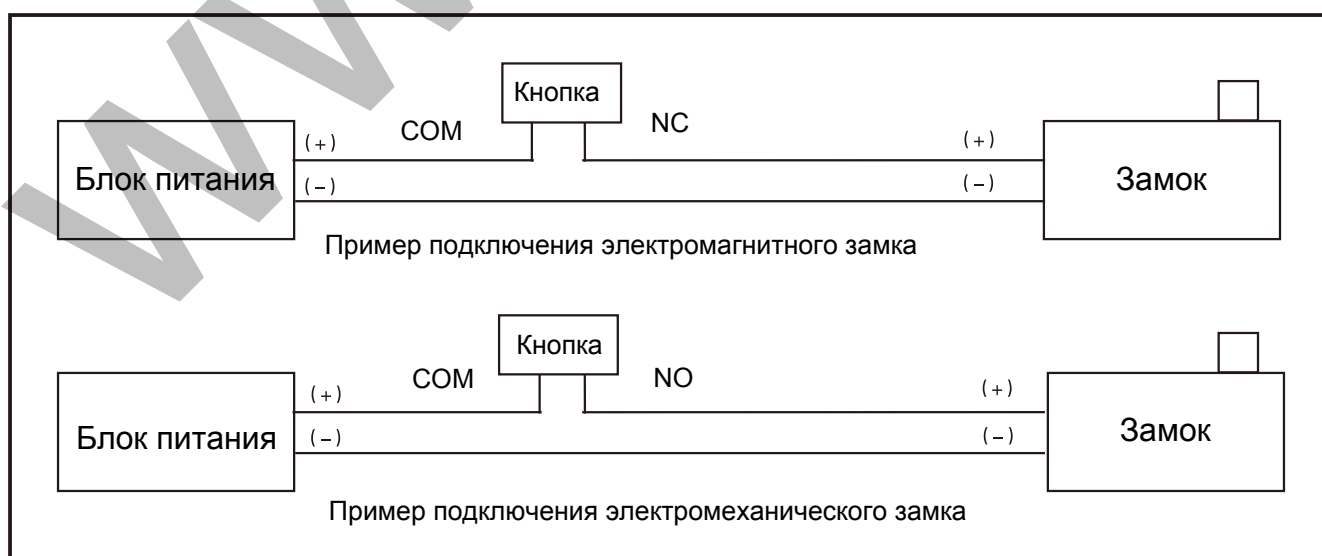 Кнопка
COM NC
(+) (+)
Блок питания (-) (-) Замок
Пример подключения электромагнитного замка
Кнопка
COM NO
(+) (+)
Блок питания (-) (-) Замок
Пример подключения электромеханического замка